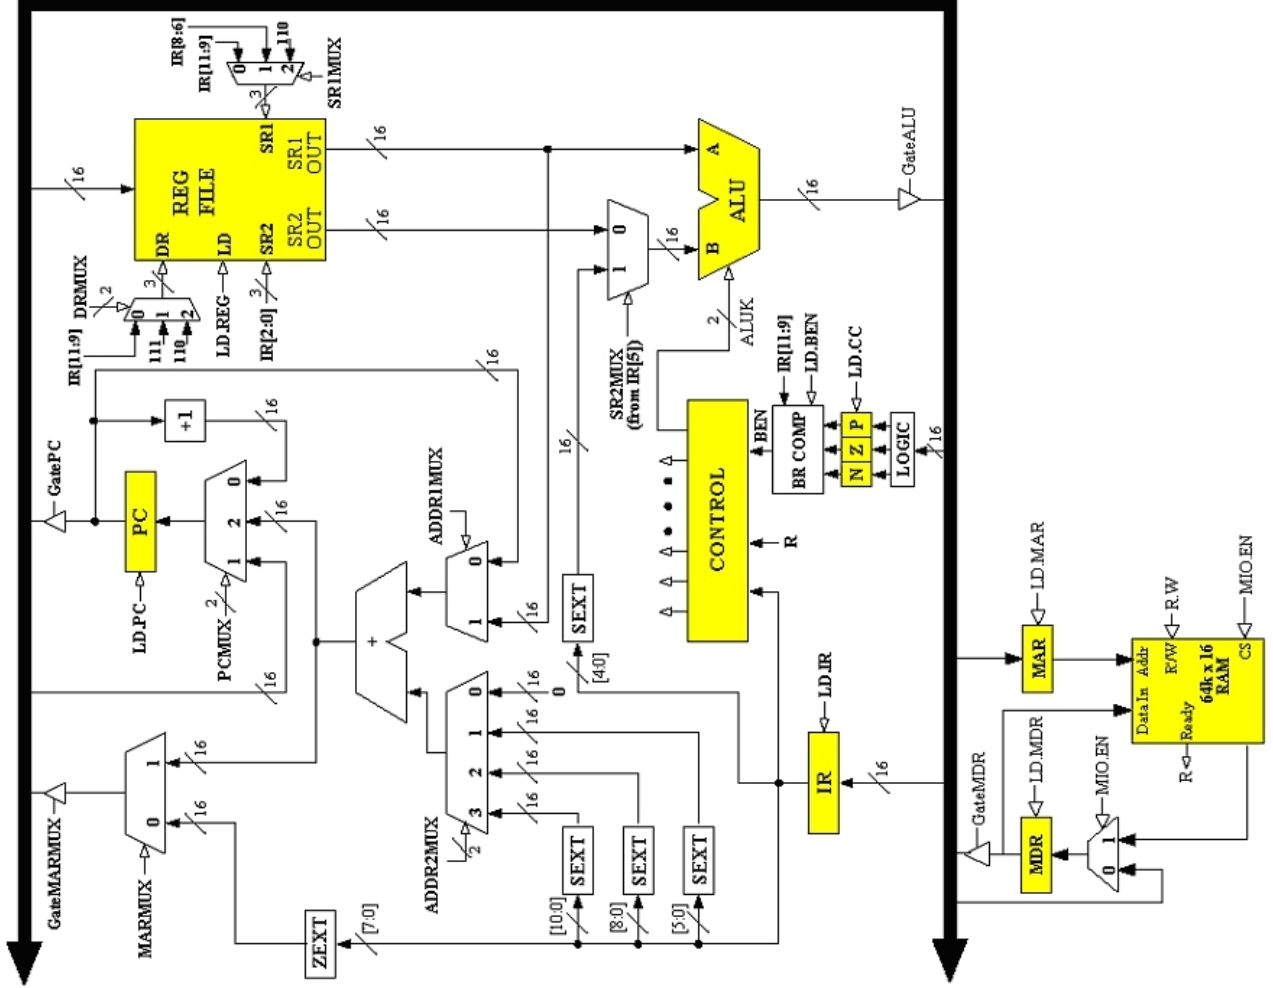 IR[8:6]
IR[11:9]
110
0
1
2
SR1MUX
3
16
REG
FILE
SR1
SR1
OUT
SR2
OUT
DR
LD
SR2
16
16
DRMUX
2
3
0
1
2
IR[11:9]
111
110
LD.REG
IR[2:0]
3
GatePC
16
+1
16
PC
LD.PC
0
2
1
PCMUX
2
16
16
ADDR1MUX
+
0
1
16
GateMARMUX
MARMUX
1
0
16
16
ADDR2MUX
2
0
1
2
3
0
16
16
16
16
SEXT
SEXT
SEXT
[10:0]
[8:0]
[5:0]
ZEXT
[7:0]
SEXT
[4:0]
16
SR2MUX
(from IR[5])
0
1
16
A
B
ALU
16
GateALU
2
ALUK
CONTROL
R
BEN
BR COMP
IR[11:9]
LD.BEN
N
Z
P
LD.CC
LOGIC
16
IR
LD.IR
16
GateMDR
MDR
LD.MDR
MIO.EN
0
1
MAR
LD.MAR
Data In
Addr
R/W
CS
Ready
64k x 16
RAM
R
R.W
MIO.EN